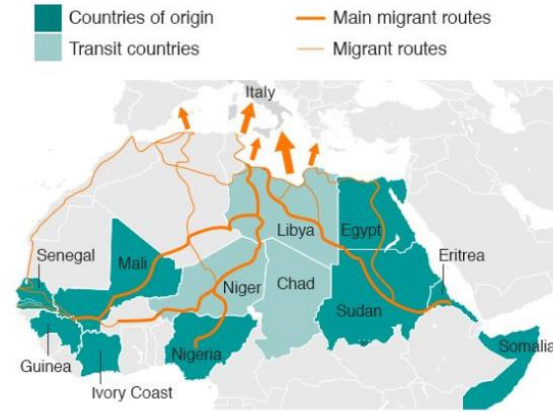 Countries of origin
Main migrant routes
Transit countries
Migrant routes
Italy
Libya
Egypt
Senegal
Mali
Eritrea
Niger
Chad
Sudan
Nigeria
Somalia
Guinea
Ivory Coast